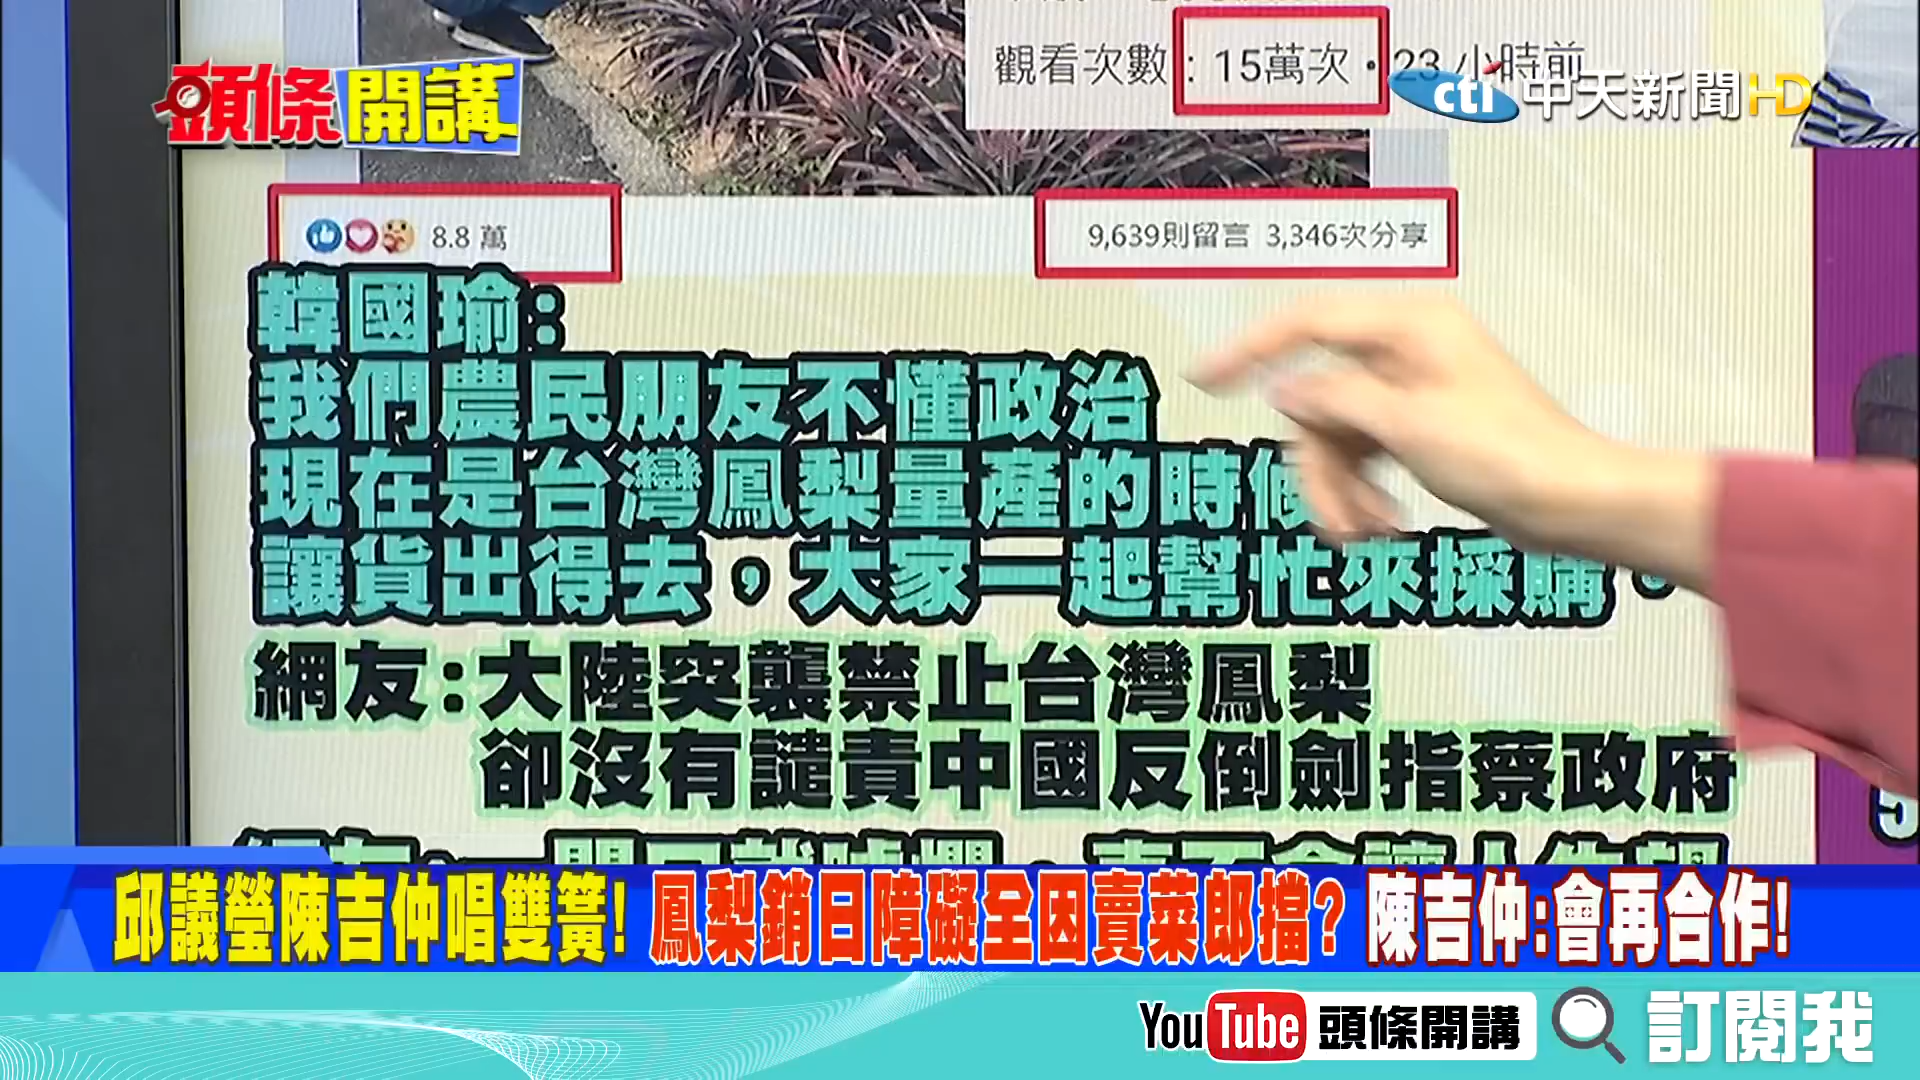 頭條開講
觀看次數：15萬次・23 小時前
cti 中天新聞HD
8.8 萬
9,639則留言 3,346次分享
韓國瑜:
我們農民朋友不懂政治
現在是台灣鳳梨量產的時候
讓貨出得去，大家一起幫忙來採購。
網友:大陸突襲禁止台灣鳳梨
卻沒有譴責中國反倒劍指蔡政府
5
邱議瑩陳吉仲唱雙簧! 鳳梨銷日障礙全因賣菜郎擋? 陳吉仲:會再合作!
YouTube 頭條開講 訂閱我